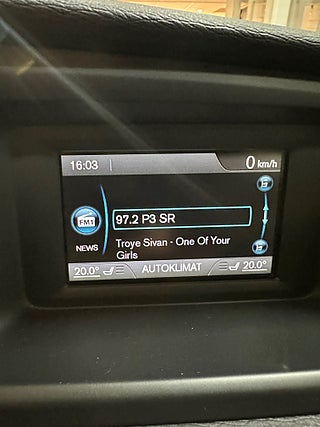 16:03
0 km/h
FM1
97.2 P3 SR
NEWS
Troye Sivan - One Of Your
Girls
20.0° AUTOKLIMAT 20.0°